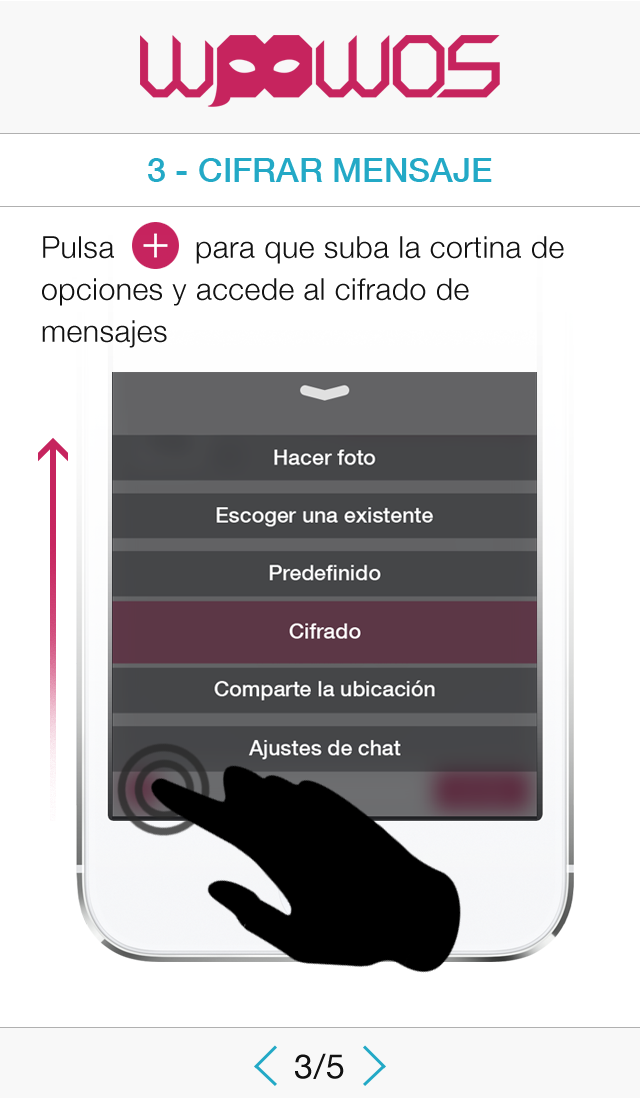 WOOWOS
3 - CIFRAR MENSAJE
Pulsa + para que suba la cortina de
opciones y accede al cifrado de
mensajes
Hacer foto
Escoger una existente
Predefinido
Cifrado
Comparte la ubicación
Ajustes de chat
3/5